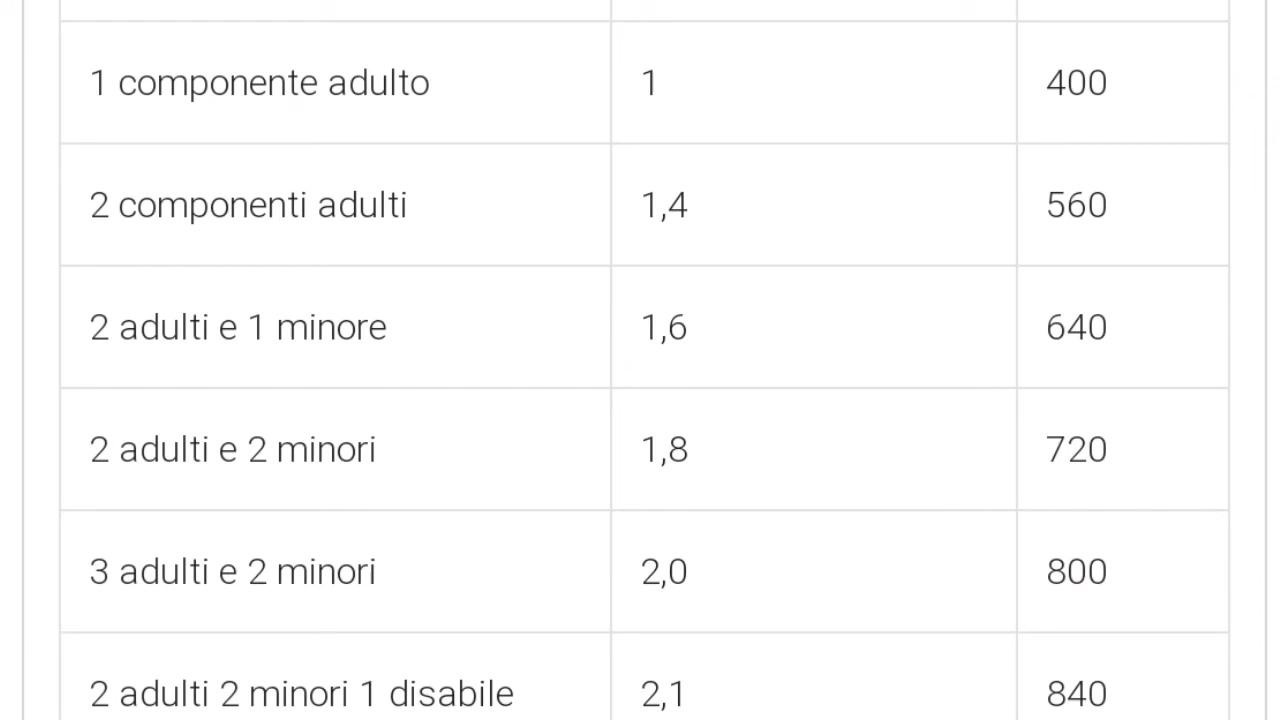 1 componente adulto 1 400
2 componenti adulti 1,4 560
2 adulti e 1 minore 1,6 640
2 adulti e 2 minori 1,8 720
3 adulti e 2 minori 2,0 800
2 adulti 2 minori 1 disabile 2,1 840